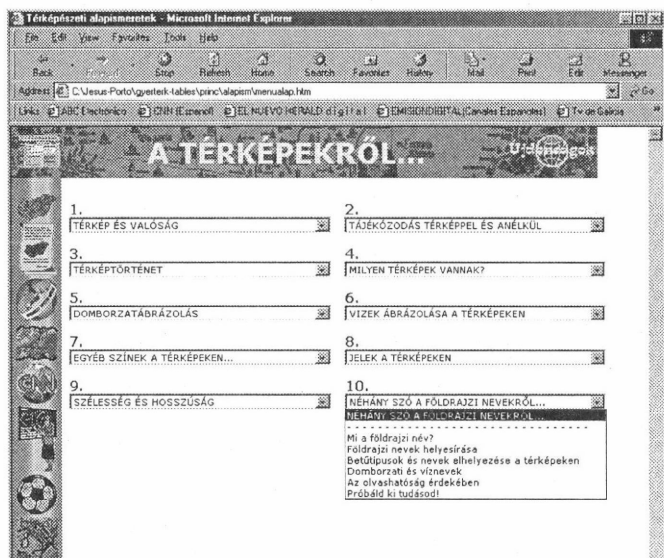 Térképészeti alapismeretek - Microsoft Internet Explorer
File Edit View Favorites Tools Help
Back Forward Stop Refresh Home Search Favorites History Mail Print Edit Messenger
Address C:\Jesus-Porto\gyerterk-tables\princ\alapism\menualap.htm Go
Links ABC Electrónico CNN (Espanol) EL NUEVO HERALD digital EMISIONDIGITAL(Canales Espanoles) Tv de Galicia »
A TÉRKÉPEKRŐL...
Újdonságok
1. 2.
TÉRKÉP ÉS VALÓSÁG TÁJÉKOZODÁS TÉRKÉPPEL ÉS ANÉLKÜL
3. 4.
TÉRKÉPTÖRTÉNET MILYEN TÉRKÉPEK VANNAK?
5. 6.
DOMBORZATÁBRÁZOLÁS VIZEK ÁBRÁZOLÁSA A TÉRKÉPEKEN
7. 8.
EGYÉB SZÍNEK A TÉRKÉPEKEN... JELEK A TÉRKÉPEKEN
9. 10.
SZÉLESSÉG ÉS HOSSZÚSÁG NÉHÁNY SZÓ A FÖLDRAJZI NEVEKRŐL...
NÉHÁNY SZÓ A FÖLDRAJZI NEVEKRŐL...
- - - - - - - - - - - - - - - - - - - - - - - - - - - - - - - - - -
Mi a földrajzi név?
Földrajzi nevek helyesírása
Betűtípusok és nevek elhelyezése a térképeken
Domborzati és víznevek
Az olvashatóság érdekében
Próbáld ki tudásod!
CNN